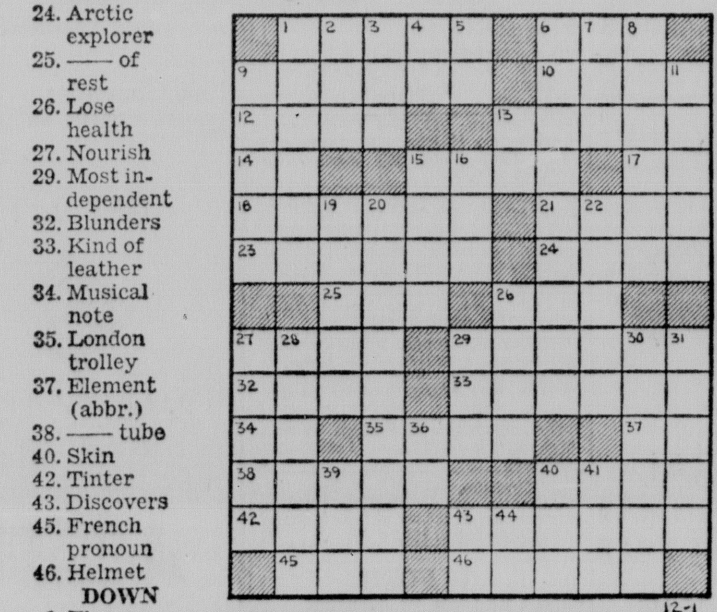 24. Arctic
explorer
25. —— of
rest
26. Lose
health
27. Nourish
29. Most in-
dependent
32. Blunders
33. Kind of
leather
34. Musical
note
35. London
trolley
37. Element
(abbr.)
38. —— tube
40. Skin
42. Tinter
43. Discovers
45. French
pronoun
46. Helmet
DOWN
1 2 3 4 5 6 7 8
9 10 11
12 13
14 15 16 17
18 19 20 21 22
23 24
25 26
27 28 29 30 31
32 33
34 35 36 37
38 39 40 41
42 43 44
45 46
12-1